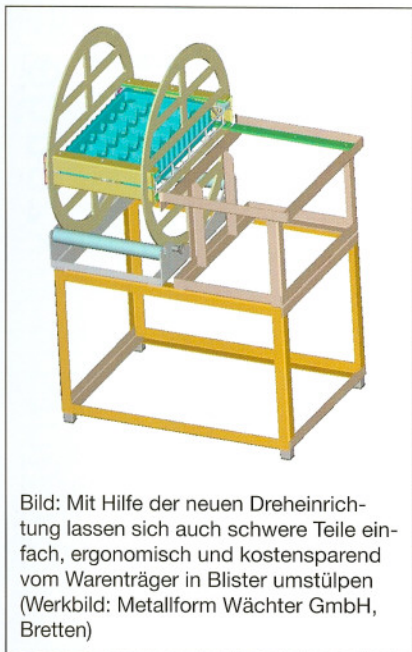 Bild: Mit Hilfe der neuen Dreheinrich-
tung lassen sich auch schwere Teile ein-
fach, ergonomisch und kostensparend
vom Warenträger in Blister umstülpen
(Werkbild: Metallform Wächter GmbH,
Bretten)